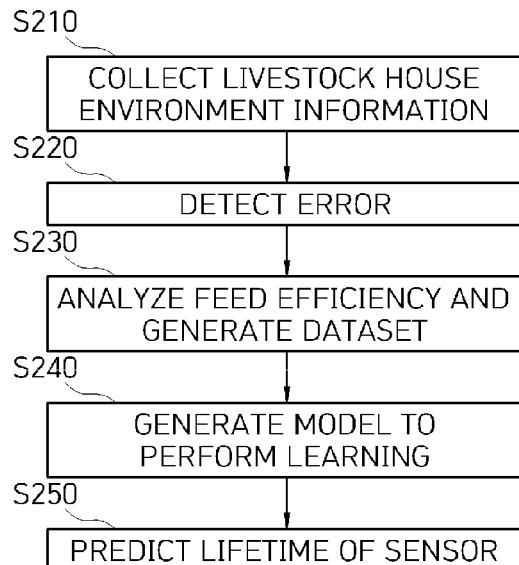 S210
COLLECT LIVESTOCK HOUSE
ENVIRONMENT INFORMATION
S220
DETECT ERROR
S230
ANALYZE FEED EFFICIENCY AND
GENERATE DATASET
S240
GENERATE MODEL TO
PERFORM LEARNING
S250
PREDICT LIFETIME OF SENSOR